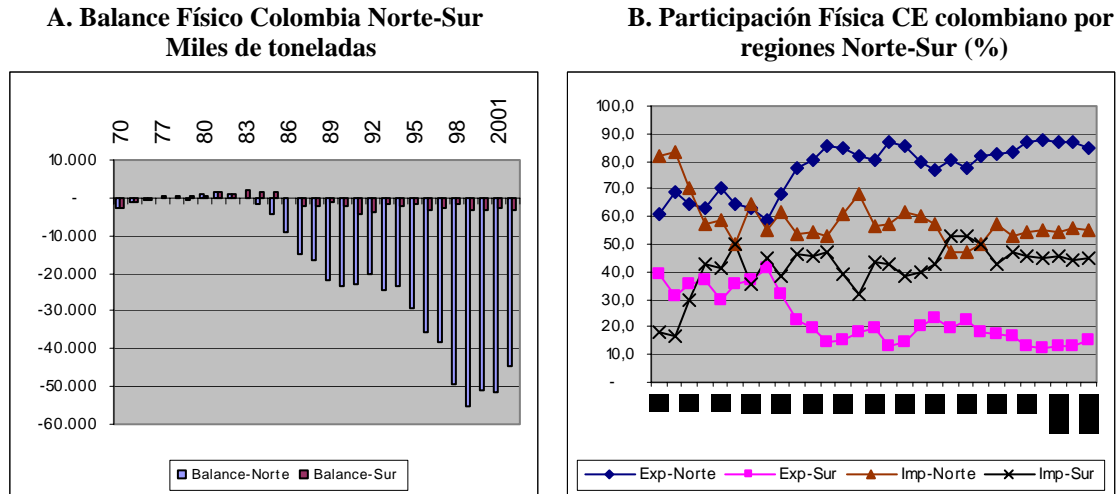 A. Balance Físico Colombia Norte-Sur
Miles de toneladas
70
77
80
83
86
89
92
95
98
2001
10.000
-
-10.000
-20.000
-30.000
-40.000
-50.000
-60.000
Balance-Norte
Balance-Sur
B. Participación Física CE colombiano por
regiones Norte-Sur (%)
100,0
90,0
80,0
70,0
60,0
50,0
40,0
30,0
20,0
10,0
-
Exp-Norte
Exp-Sur
Imp-Norte
Imp-Sur